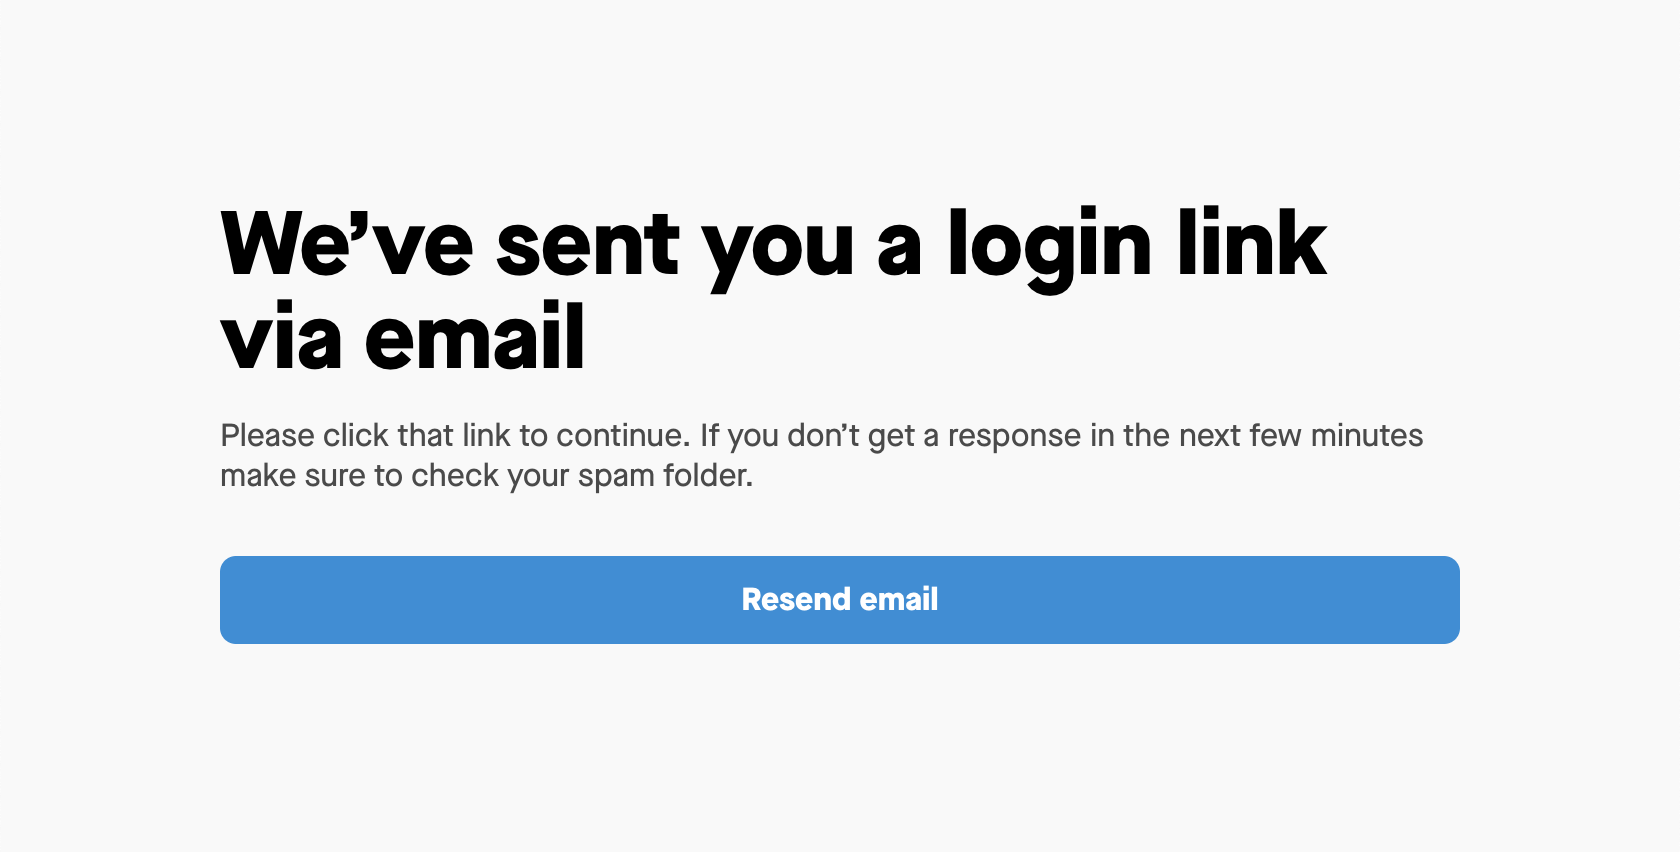 We’ve sent you a login link
via email
Please click that link to continue. If you don’t get a response in the next few minutes
make sure to check your spam folder.
Resend email